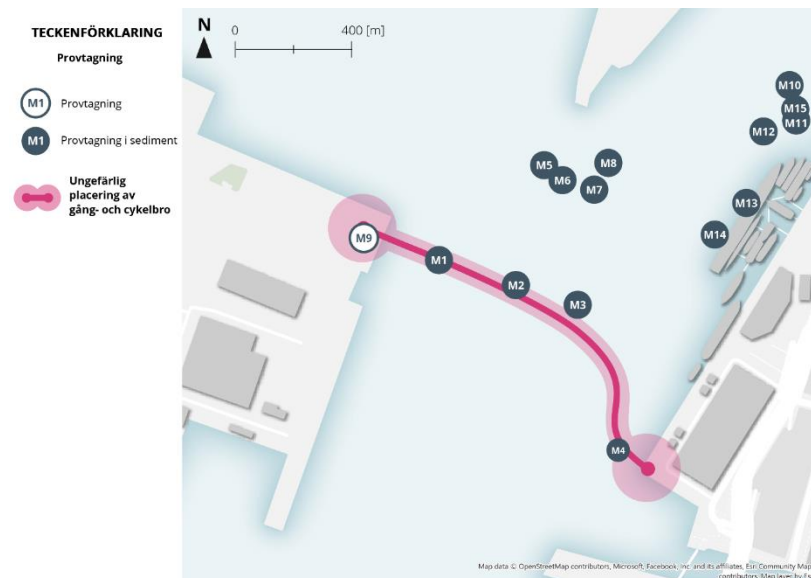 TECKENFÖRKLARING
Provtagning
M1 Provtagning
M1 Provtagning i sediment
Ungefärlig
placering av
gång- och cykelbro
N
0 400 [m]
M10
M15
M11
M12
M5
M8
M6
M7
M13
M14
M9
M1
M2
M3
M4
Map data © OpenStreetMap contributors, Microsoft, Facebook, Inc. and its affiliates, Esri Community Map
contributors, Map layer by Esri